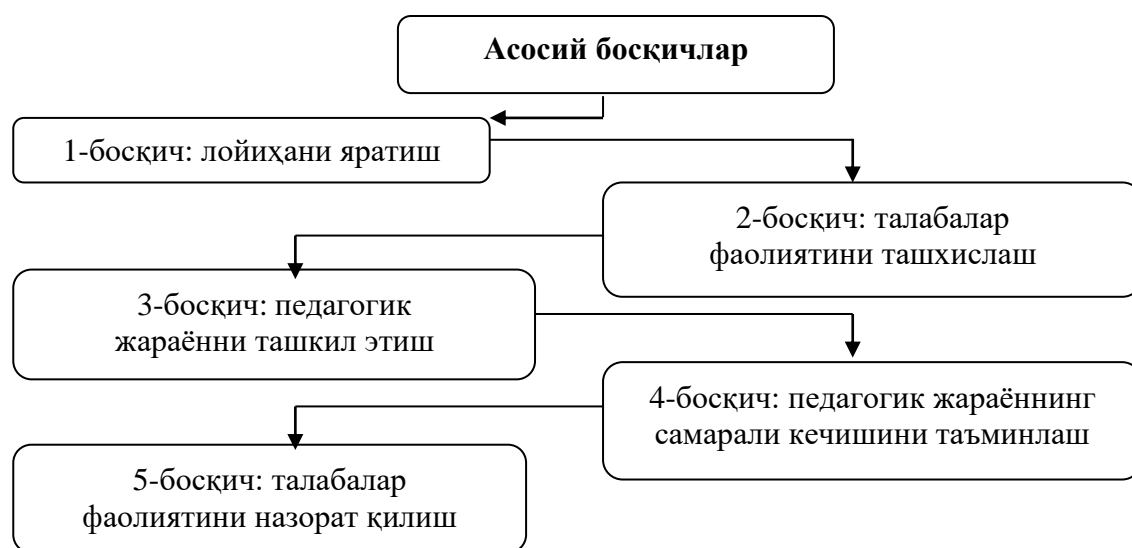 Асосий босқичлар
1-босқич: лойиҳани яратиш
2-босқич: талабалар
фаолиятини ташхислаш
3-босқич: педагогик
жараённи ташкил этиш
4-босқич: педагогик жараённинг
самарали кечишини таъминлаш
5-босқич: талабалар
фаолиятини назорат қилиш